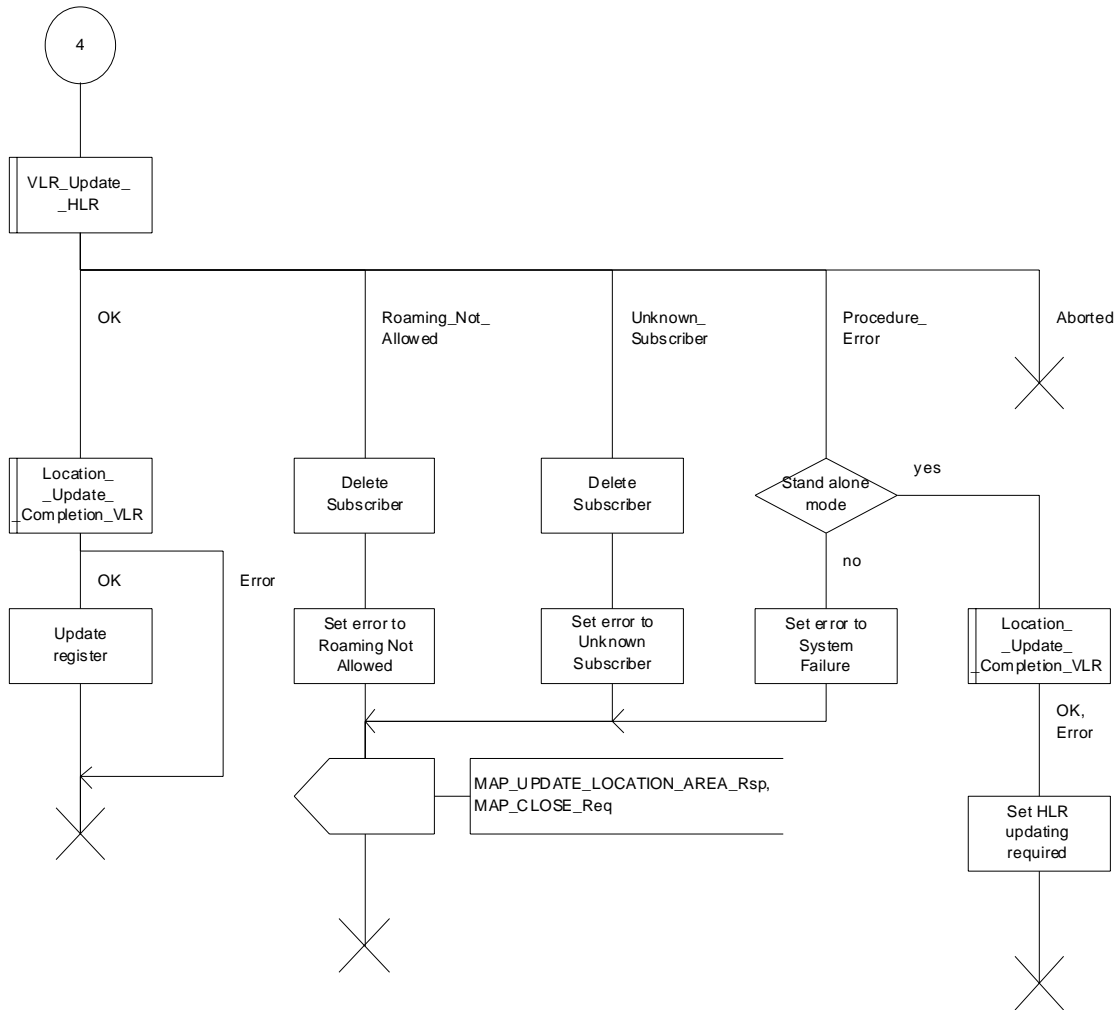 4
VLR_Update_
_HLR
OK
Roaming_Not_
Allowed
Unknown_
Subscriber
Procedure_
Error
Aborted
Location_
_Update_
_Completion_VLR
Delete
Subscriber
Delete
Subscriber
Stand alone
mode
yes
no
OK
Error
Update
register
Set error to
Roaming Not
Allowed
Set error to
Unknown
Subscriber
Set error to
System
Failure
Location_
_Update_
_Completion_VLR
OK,
Error
MAP_UPDATE_LOCATION_AREA_Rsp,
MAP_CLOSE_Req
Set HLR
updating
required